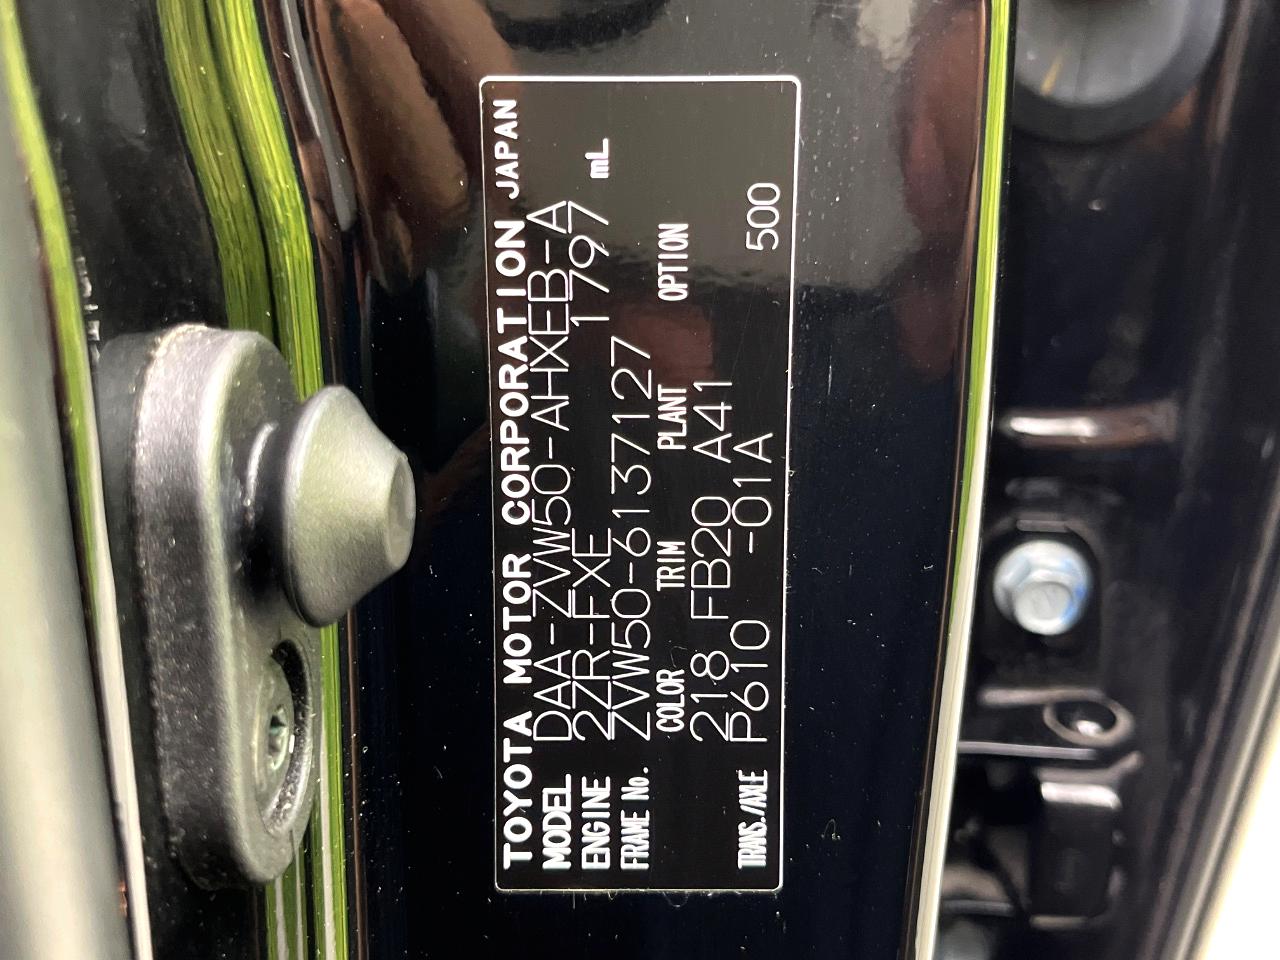 TOYOTA MOTOR CORPORATION JAPAN
MODEL DAA-ZVW50-AHXEB-A
ENGINE 2ZR-FXE 1797 mL
FRAME No. ZVW50-6137127
COLOR TRIM PLANT OPTION
218 FB20 A41
TRANS./AXLE P610 -01A 500